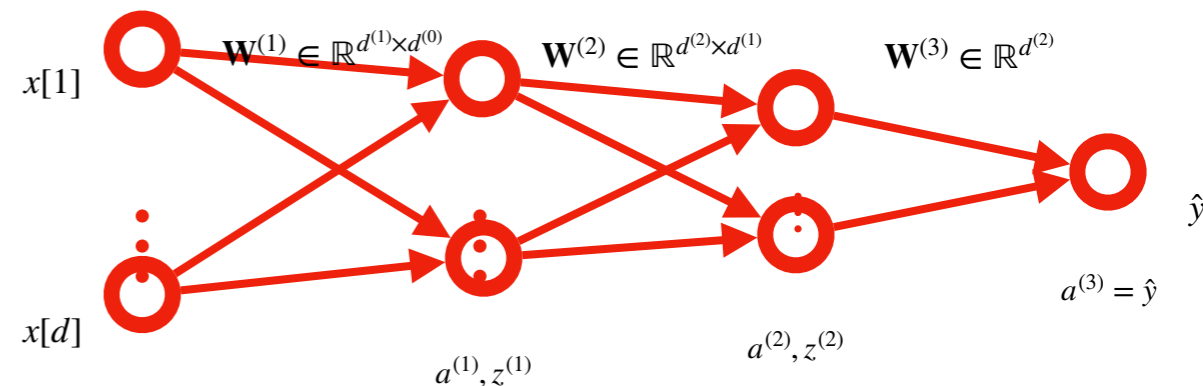 x[1]
𝐖⁽¹⁾ ∈ ℝ^{d⁽¹⁾×d⁽⁰⁾}
𝐖⁽²⁾ ∈ ℝ^{d⁽²⁾×d⁽¹⁾}
𝐖⁽³⁾ ∈ ℝ^{d⁽²⁾}
ŷ
a⁽³⁾ = ŷ
x[d]
a⁽¹⁾, z⁽¹⁾
a⁽²⁾, z⁽²⁾